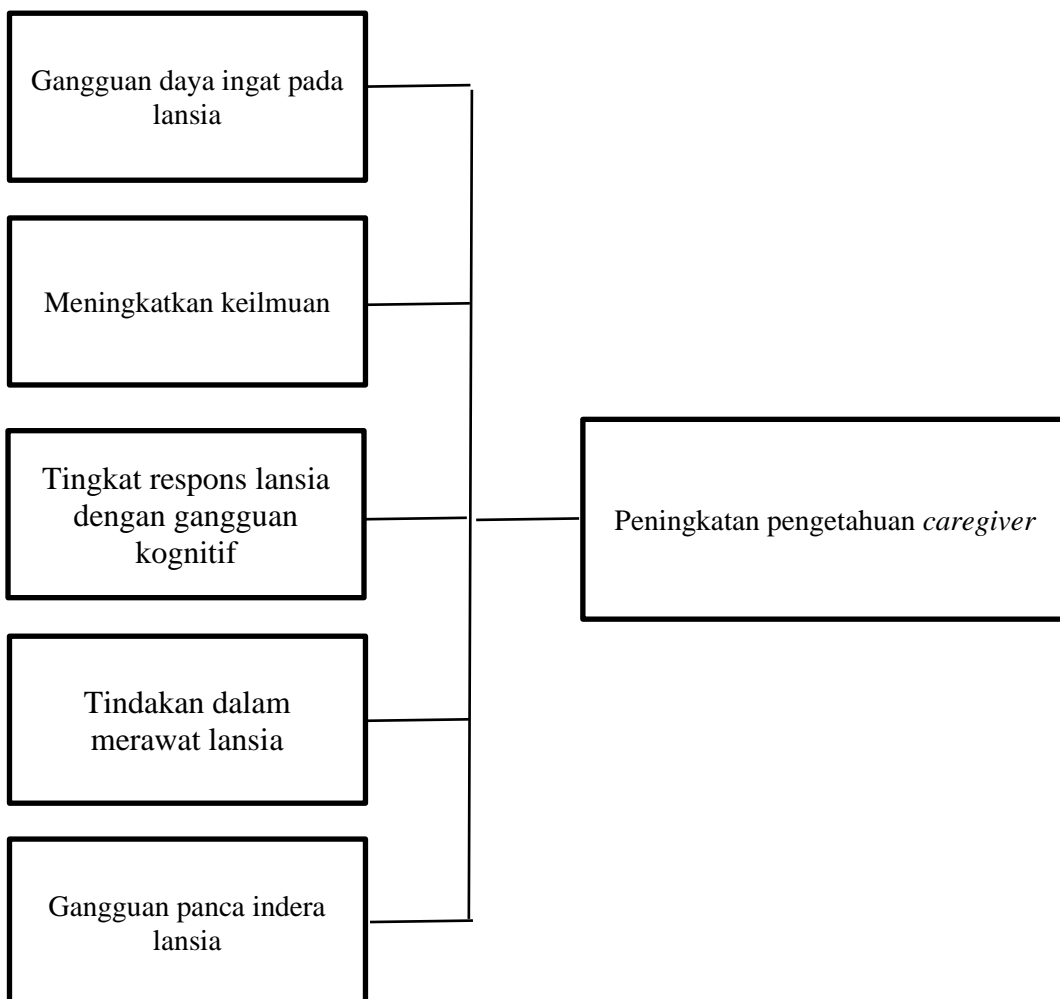 Gangguan daya ingat pada
lansia
Meningkatkan keilmuan
Tingkat respons lansia
dengan gangguan
kognitif
Peningkatan pengetahuan caregiver
Tindakan dalam
merawat lansia
Gangguan panca indera
lansia